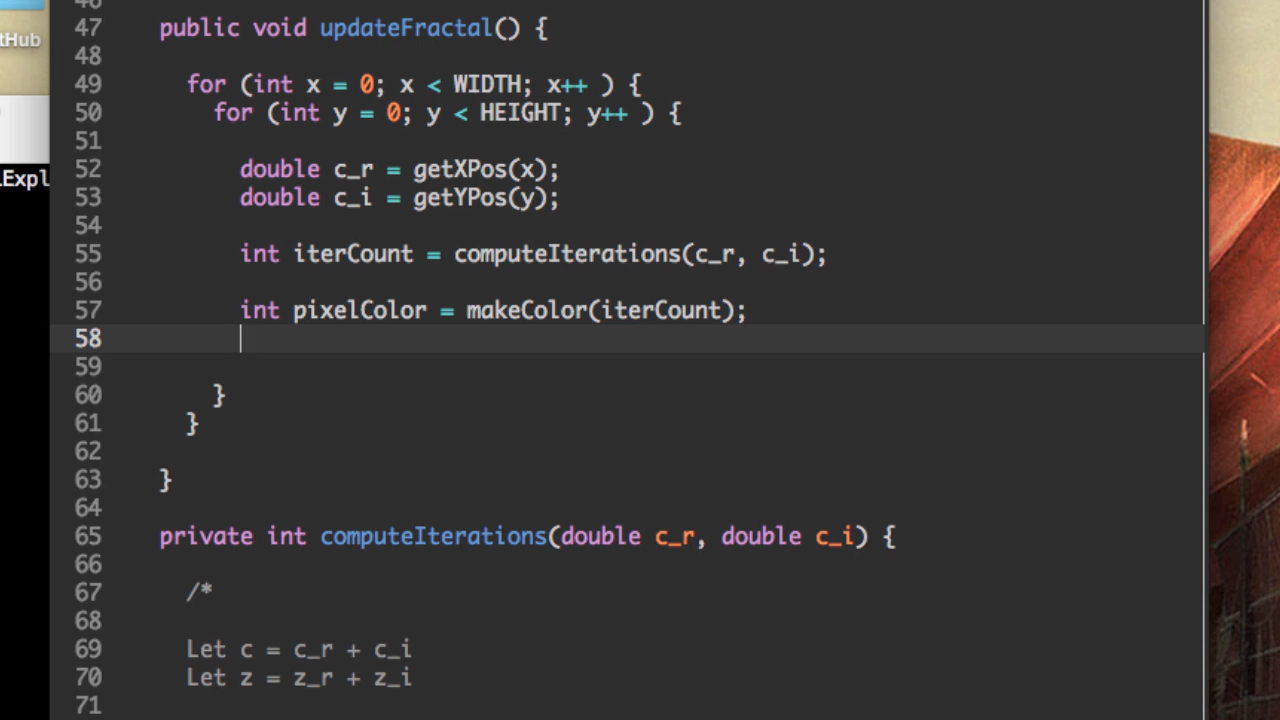 46
tHub
47 public void updateFractal() {
48
49 for (int x = 0; x < WIDTH; x++ ) {
50 for (int y = 0; y < HEIGHT; y++ ) {
51
52 double c_r = getXPos(x);
lExpl
53 double c_i = getYPos(y);
54
55 int iterCount = computeIterations(c_r, c_i);
56
57 int pixelColor = makeColor(iterCount);
58
59
60 }
61 }
62
63 }
64
65 private int computeIterations(double c_r, double c_i) {
66
67 /*
68
69 Let c = c_r + c_i
70 Let z = z_r + z_i
71